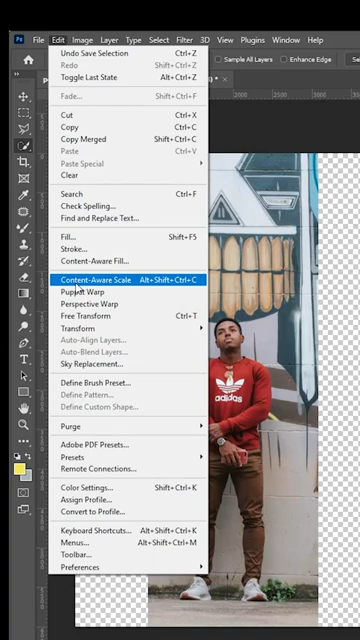 Ps File Edit Image Layer Type Select Filter 3D View Plugins Window Help
Sample All Layers Enhance Edge Se
Undo Save Selection Ctrl+Z
Redo Shift+Ctrl+Z
Toggle Last State Alt+Ctrl+Z
Fade... Shift+Ctrl+F
Cut Ctrl+X
Copy Ctrl+C
Copy Merged Shift+Ctrl+C
Paste Ctrl+V
Paste Special
Clear
Search Ctrl+F
Check Spelling...
Find and Replace Text...
Fill... Shift+F5
Stroke...
Content-Aware Fill...
Content-Aware Scale Alt+Shift+Ctrl+C
Puppet Warp
Perspective Warp
Free Transform Ctrl+T
Transform
Auto-Align Layers...
Auto-Blend Layers...
Sky Replacement...
Define Brush Preset...
Define Pattern...
Define Custom Shape...
Purge
Adobe PDF Presets...
Presets
Remote Connections...
Color Settings... Shift+Ctrl+K
Assign Profile...
Convert to Profile...
Keyboard Shortcuts... Alt+Shift+Ctrl+K
Menus... Alt+Shift+Ctrl+M
Toolbar...
Preferences
3000 3500 4000
adidas